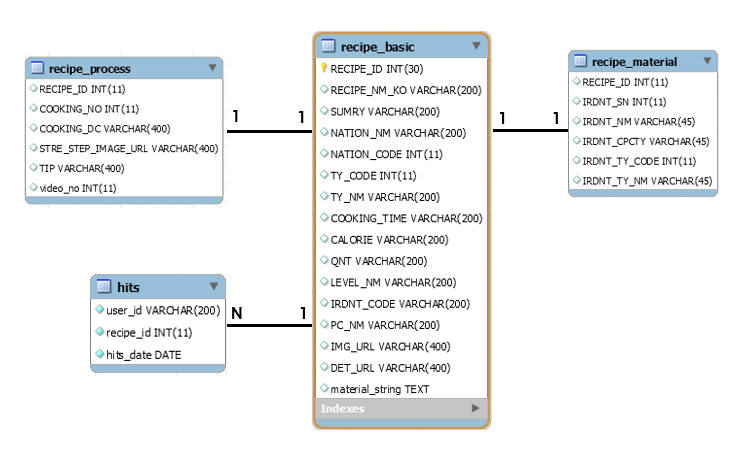 recipe_process
RECIPE_ID INT(11)
COOKING_NO INT(11)
COOKING_DC VARCHAR(400)
STRE_STEP_IMAGE_URL VARCHAR(400)
TIP VARCHAR(400)
video_no INT(11)
1
1
recipe_basic
RECIPE_ID INT(30)
RECIPE_NM_KO VARCHAR(200)
SUMRY VARCHAR(200)
NATION_NM VARCHAR(200)
NATION_CODE INT(11)
TY_CODE INT(11)
TY_NM VARCHAR(200)
COOKING_TIME VARCHAR(200)
CALORIE VARCHAR(200)
QNT VARCHAR(200)
LEVEL_NM VARCHAR(200)
IRDNT_CODE VARCHAR(200)
PC_NM VARCHAR(200)
IMG_URL VARCHAR(400)
DET_URL VARCHAR(400)
material_string TEXT
Indexes
1
1
recipe_material
RECIPE_ID INT(11)
IRDNT_SN INT(11)
IRDNT_NM VARCHAR(45)
IRDNT_CPCTY VARCHAR(45)
IRDNT_TY_CODE INT(11)
IRDNT_TY_NM VARCHAR(45)
hits
user_id VARCHAR(200)
recipe_id INT(11)
hits_date DATE
N
1